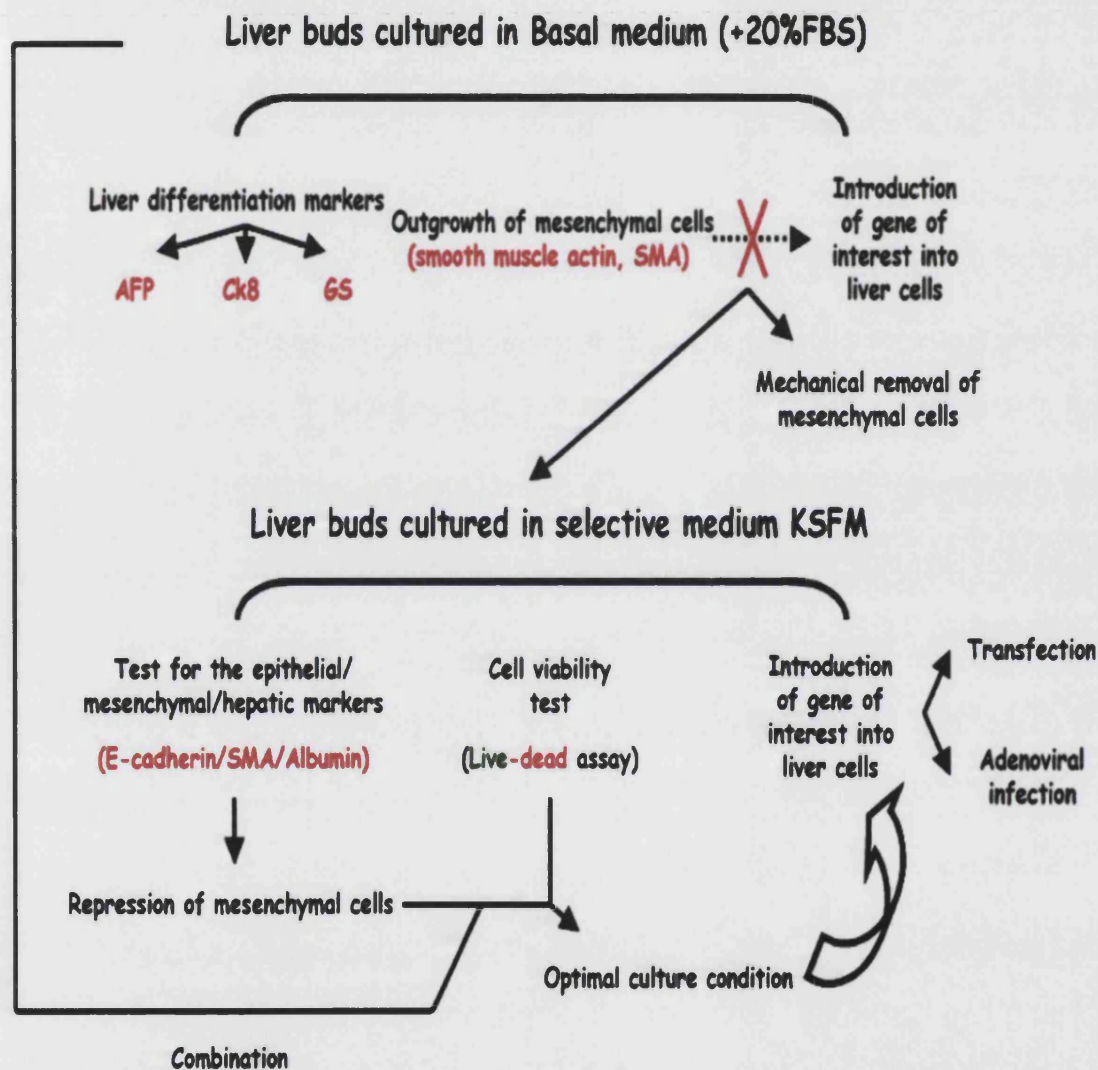 Liver buds cultured in Basal medium (+20%FBS)
Liver differentiation markers
AFP
Ck8
GS
Outgrowth of mesenchymal cells
(smooth muscle actin, SMA)
Introduction
of gene of
interest into
liver cells
Mechanical removal of
mesenchymal cells
Liver buds cultured in selective medium KSFM
Test for the epithelial/
mesenchymal/hepatic markers
(E-cadherin/SMA/Albumin)
Cell viability
test
(Live-dead assay)
Introduction
of gene of
interest into
liver cells
Transfection
Adenoviral
infection
Repression of mesenchymal cells
Optimal culture condition
Combination